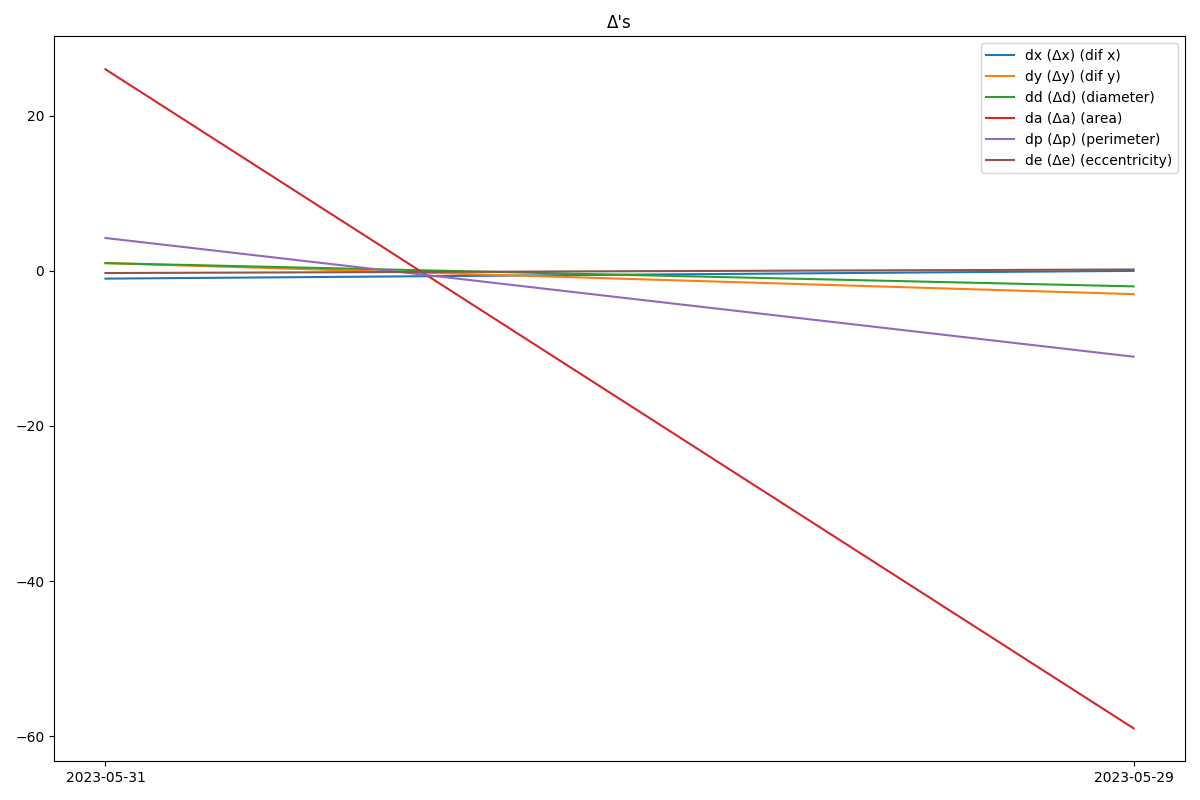 Δ's
dx (Δx) (dif x)
dy (Δy) (dif y)
dd (Δd) (diameter)
da (Δa) (area)
dp (Δp) (perimeter)
de (Δe) (eccentricity)
20
0
−20
−40
−60
2023-05-31
2023-05-29